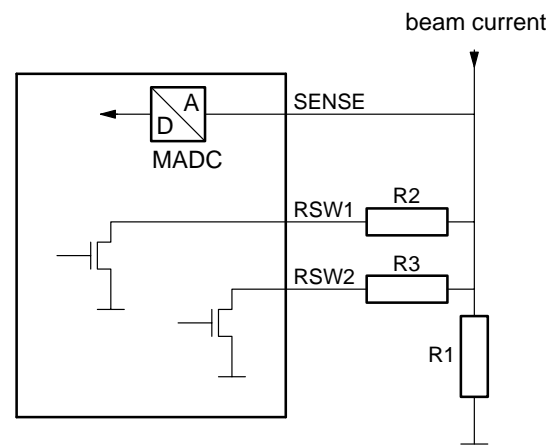 beam current
A
D
SENSE
MADC
RSW1
R2
RSW2
R3
R1